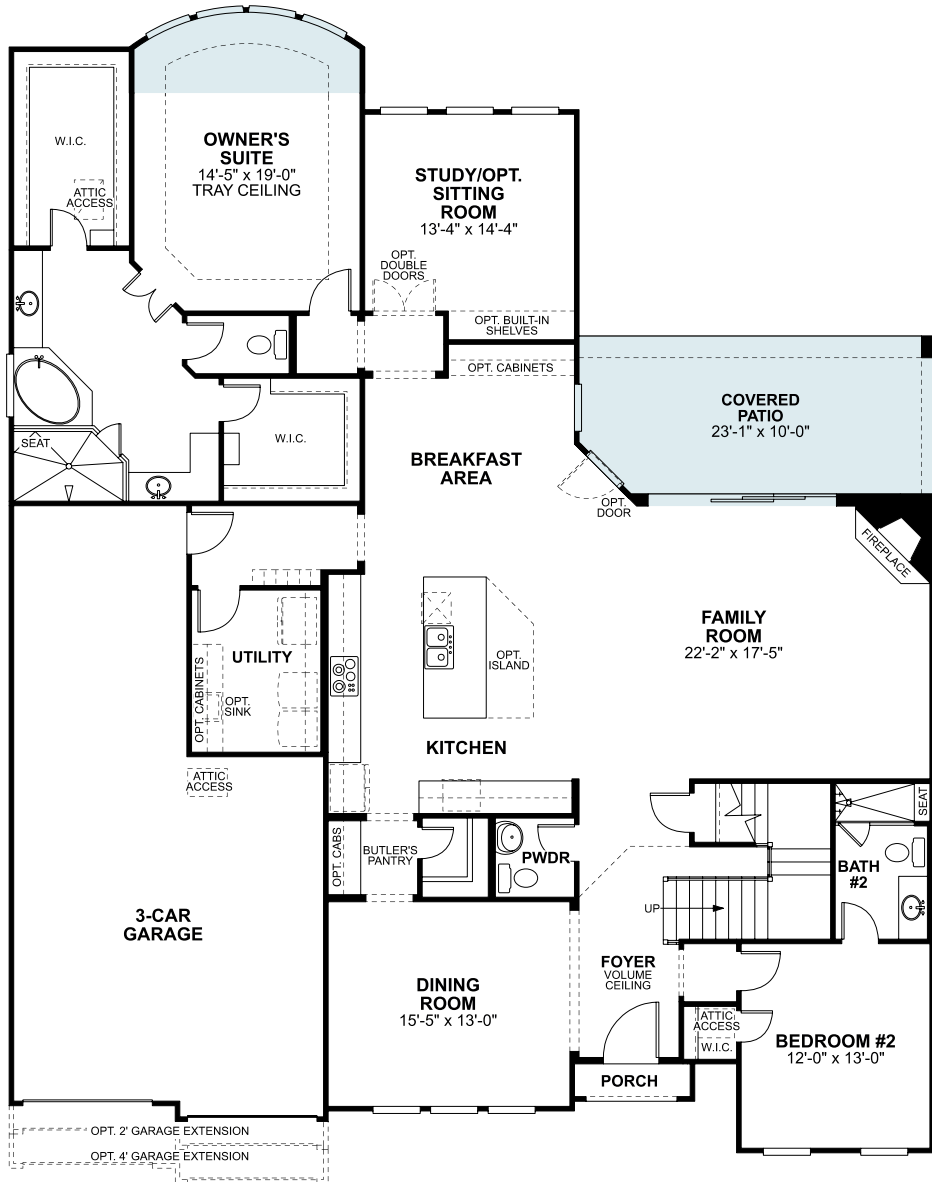 W.I.C.
ATTIC
ACCESS
OWNER'S
SUITE
14'-5" x 19'-0"
TRAY CEILING
STUDY/OPT.
SITTING
ROOM
13'-4" x 14'-4"
OPT.
DOUBLE
DOORS
OPT. BUILT-IN
SHELVES
OPT. CABINETS
COVERED
PATIO
23'-1" x 10'-0"
SEAT
W.I.C.
BREAKFAST
AREA
OPT.
DOOR
FIREPLACE
FAMILY
ROOM
22'-2" x 17'-5"
UTILITY
OPT. CABINETS
OPT.
SINK
OPT.
ISLAND
KITCHEN
ATTIC
ACCESS
SEAT
OPT. CABS
BUTLER'S
PANTRY
PWDR
BATH
#2
UP
3-CAR
GARAGE
FOYER
VOLUME
CEILING
DINING
ROOM
15'-5" x 13'-0"
ATTIC
ACCESS
W.I.C.
BEDROOM #2
12'-0" x 13'-0"
PORCH
OPT. 2' GARAGE EXTENSION
OPT. 4' GARAGE EXTENSION